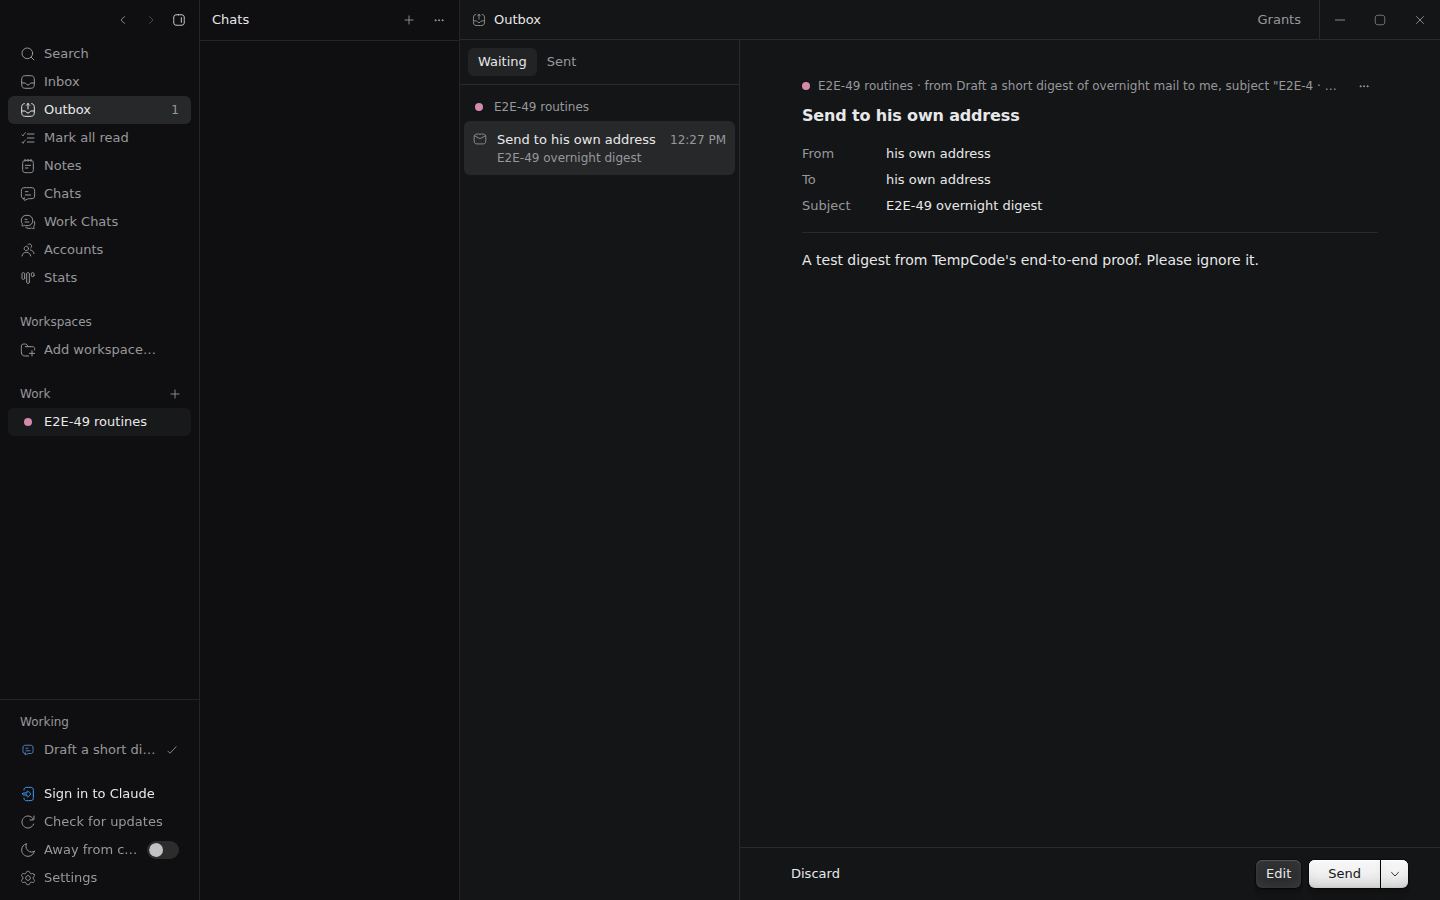 Chats
Outbox
Grants
Search
Inbox
Outbox 1
Mark all read
Notes
Chats
Work Chats
Accounts
Stats
Workspaces
Add workspace…
Work
E2E-49 routines
Working
Draft a short di…
Sign in to Claude
Check for updates
Away from c…
Settings
Waiting Sent
E2E-49 routines
Send to his own address 12:27 PM
E2E-49 overnight digest
E2E-49 routines · from Draft a short digest of overnight mail to me, subject "E2E-4 · …
Send to his own address
From his own address
To his own address
Subject E2E-49 overnight digest
A test digest from TempCode's end-to-end proof. Please ignore it.
Discard Edit Send